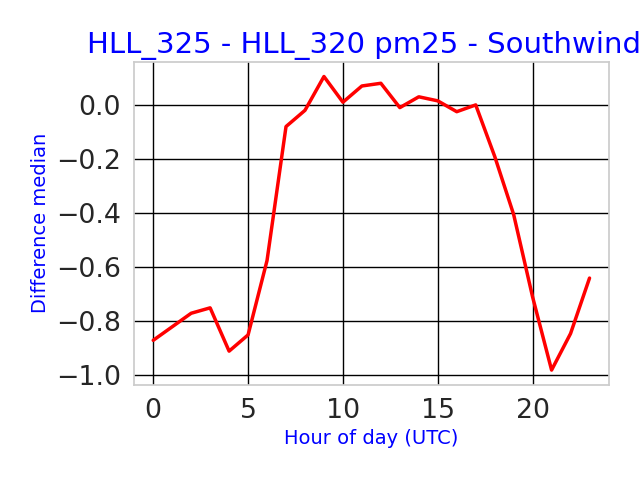 HLL_325 - HLL_320 pm25 - Southwind
Difference median
0.0
−0.2
−0.4
−0.6
−0.8
−1.0
0 5 10 15 20
Hour of day (UTC)